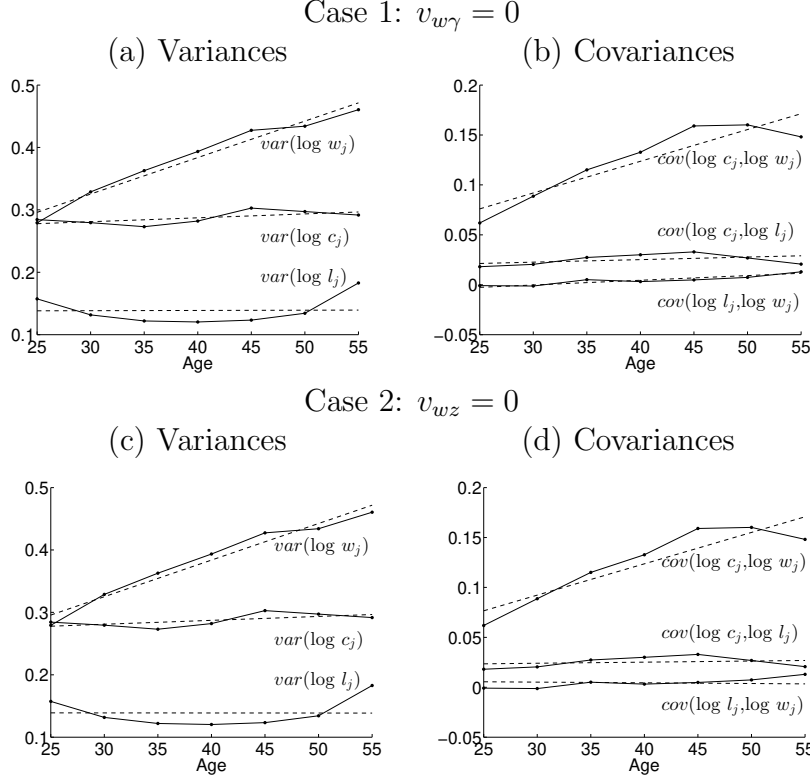 Case 1: v_{wγ} = 0
(a) Variances
0.5
0.4
0.3
0.2
0.1
var(log w_j)
var(log c_j)
var(log l_j)
25 30 35 40 45 50 55
Age
(b) Covariances
0.2
0.15
0.1
0.05
0
−0.05
cov(log c_j,log w_j)
cov(log c_j,log l_j)
cov(log l_j,log w_j)
25 30 35 40 45 50 55
Age
Case 2: v_{wz} = 0
(c) Variances
0.5
0.4
0.3
0.2
0.1
var(log w_j)
var(log c_j)
var(log l_j)
25 30 35 40 45 50 55
Age
(d) Covariances
0.2
0.15
0.1
0.05
0
−0.05
cov(log c_j,log w_j)
cov(log c_j,log l_j)
cov(log l_j,log w_j)
25 30 35 40 45 50 55
Age